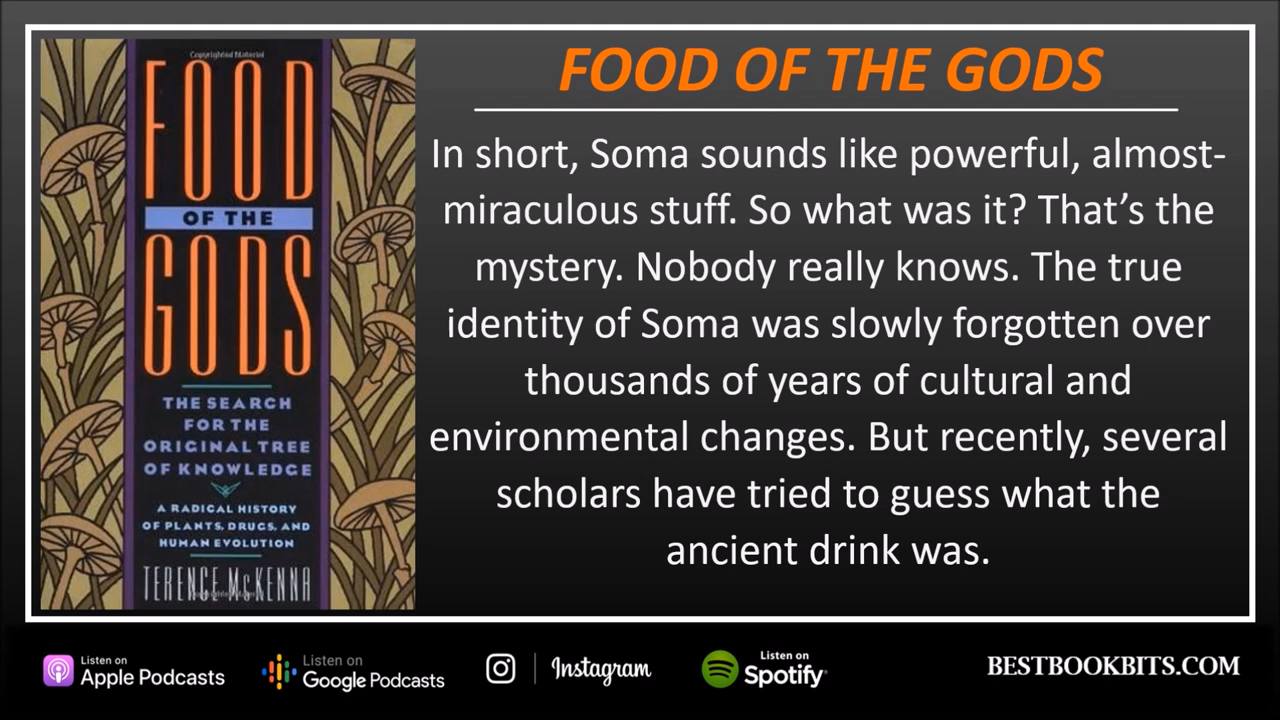 Copyrighted Material
FOOD
OF THE
GODS
THE SEARCH
FOR THE
ORIGINAL TREE
OF KNOWLEDGE
A RADICAL HISTORY
OF PLANTS, DRUGS, AND
HUMAN EVOLUTION
TERENCE McKENNA
FOOD OF THE GODS
In short, Soma sounds like powerful, almost-
miraculous stuff. So what was it? That’s the
mystery. Nobody really knows. The true
identity of Soma was slowly forgotten over
thousands of years of cultural and
environmental changes. But recently, several
scholars have tried to guess what the
ancient drink was.
Listen on
Apple Podcasts
Listen on
Google Podcasts
Instagram
Listen on
Spotify
BESTBOOKBITS.COM